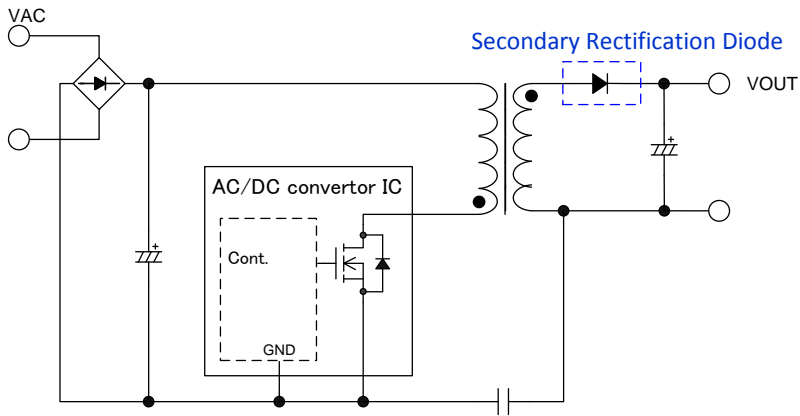 VAC
Secondary Rectification Diode
VOUT
AC/DC convertor IC
Cont.
GND